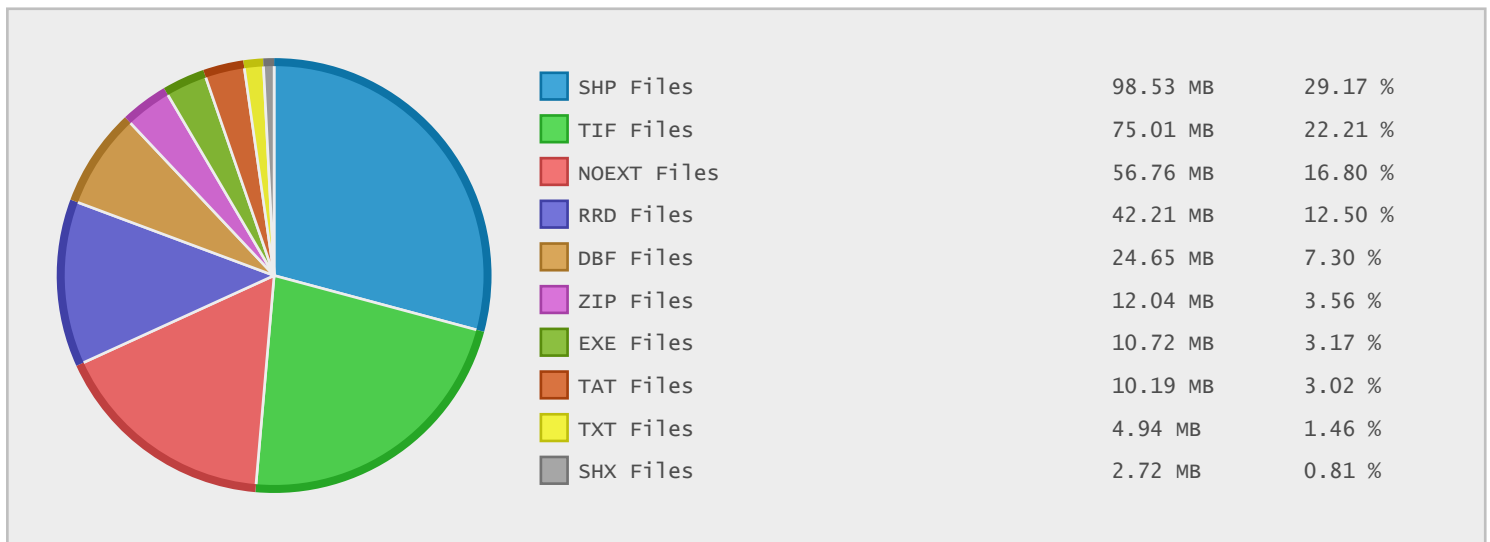 SHP Files 98.53 MB 29.17 %
TIF Files 75.01 MB 22.21 %
NOEXT Files 56.76 MB 16.80 %
RRD Files 42.21 MB 12.50 %
DBF Files 24.65 MB 7.30 %
ZIP Files 12.04 MB 3.56 %
EXE Files 10.72 MB 3.17 %
TAT Files 10.19 MB 3.02 %
TXT Files 4.94 MB 1.46 %
SHX Files 2.72 MB 0.81 %